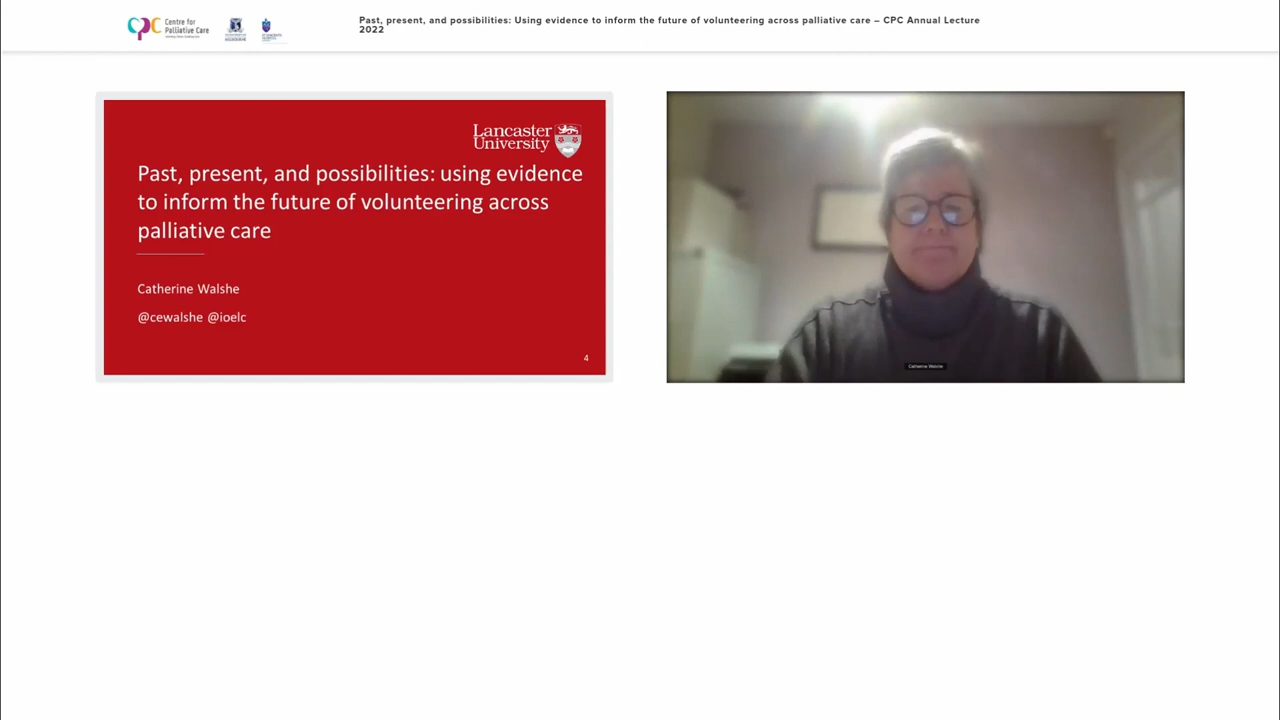 Centre for
Palliative Care
Past, present, and possibilities: Using evidence to inform the future of volunteering across palliative care – CPC Annual Lecture
2022
Lancaster
University
Past, present, and possibilities: using evidence
to inform the future of volunteering across
palliative care
Catherine Walshe
@cewalshe @ioelc
4
Catherine Walshe